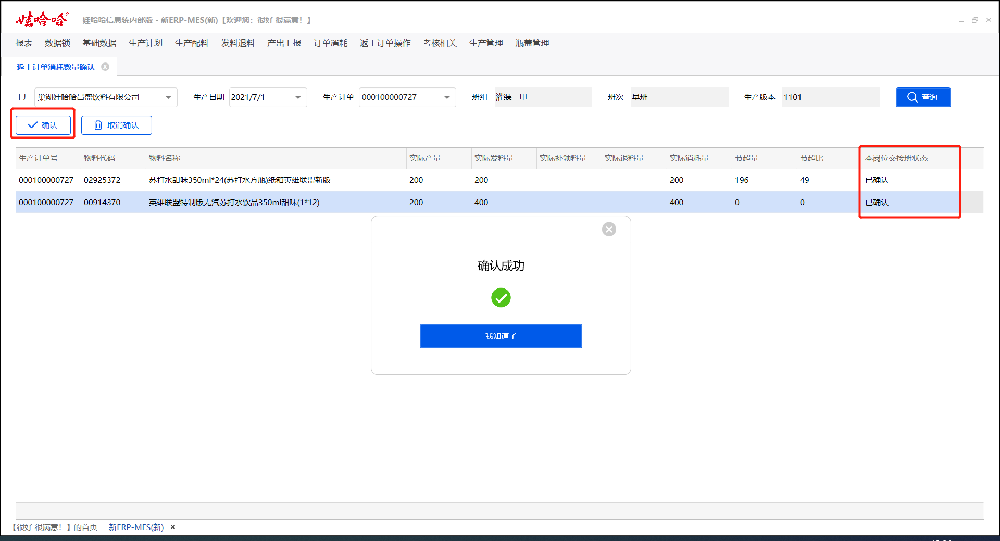 娃哈哈®
娃哈哈信息统内部版 - 新ERP-MES(新)【欢迎您：很好 很满意！】
报表 数据锁 基础数据 生产计划 生产配料 发料退料 产出上报 订单消耗 返工订单操作 考核相关 生产管理 瓶盖管理
返工订单消耗数量确认
工厂 巢湖娃哈哈昌盛饮料有限公司 生产日期 2021/7/1 生产订单 000100000727 班组 灌装一甲 班次 早班 生产版本 1101 查询
确认 取消确认
生产订单号 物料代码 物料名称 实际产量 实际发料量 实际补领料量 实际退料量 实际消耗量 节超量 节超比 本岗位交接班状态
000100000727 02925372 苏打水甜味350ml*24(苏打水方瓶)纸箱英雄联盟新版 200 200 200 196 49 已确认
000100000727 00914370 英雄联盟特制版无汽苏打水饮品350ml甜味(1*12) 200 400 400 0 0 已确认
确认成功
我知道了
【很好 很满意！】的首页 新ERP-MES(新)